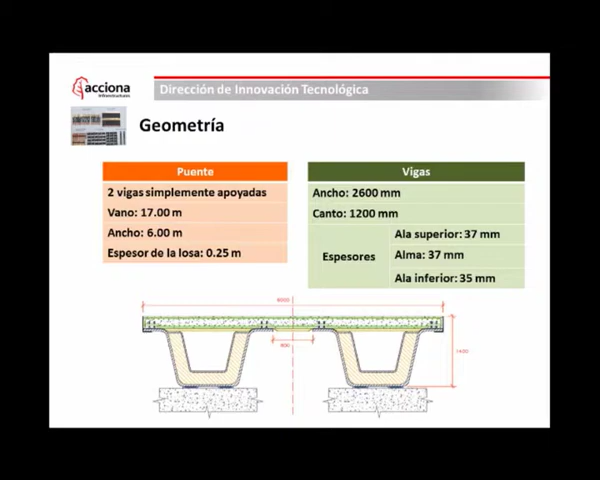 acciona
Infraestructuras
Dirección de Innovación Tecnológica
Geometría
Puente
2 vigas simplemente apoyadas
Vano: 17.00 m
Ancho: 6.00 m
Espesor de la losa: 0.25 m
Vigas
Ancho: 2600 mm
Canto: 1200 mm
Espesores
Ala superior: 37 mm
Alma: 37 mm
Ala inferior: 35 mm
6000
800
1400